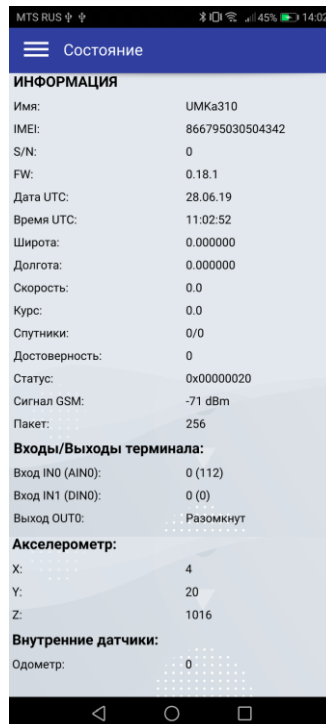 MTS RUS 45% 14:02
Состояние
ИНФОРМАЦИЯ
Имя: UMKa310
IMEI: 866795030504342
S/N: 0
FW: 0.18.1
Дата UTC: 28.06.19
Время UTC: 11:02:52
Широта: 0.000000
Долгота: 0.000000
Скорость: 0.0
Курс: 0.0
Спутники: 0/0
Достоверность: 0
Статус: 0x00000020
Сигнал GSM: -71 dBm
Пакет: 256
Входы/Выходы терминала:
Вход IN0 (AIN0): 0 (112)
Вход IN1 (DIN0): 0 (0)
Выход OUT0: Разомкнут
Акселерометр:
X: 4
Y: 20
Z: 1016
Внутренние датчики:
Одометр: 0